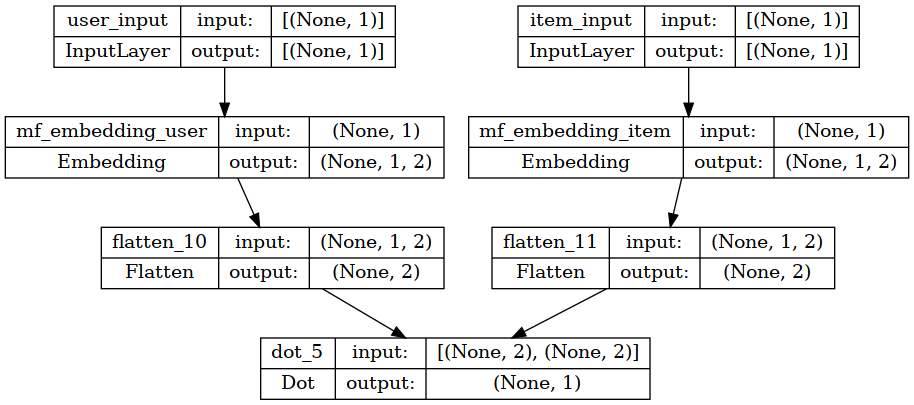 user_input input: [(None, 1)]
InputLayer output: [(None, 1)]
item_input input: [(None, 1)]
InputLayer output: [(None, 1)]
mf_embedding_user input: (None, 1)
Embedding output: (None, 1, 2)
mf_embedding_item input: (None, 1)
Embedding output: (None, 1, 2)
flatten_10 input: (None, 1, 2)
Flatten output: (None, 2)
flatten_11 input: (None, 1, 2)
Flatten output: (None, 2)
dot_5 input: [(None, 2), (None, 2)]
Dot output: (None, 1)